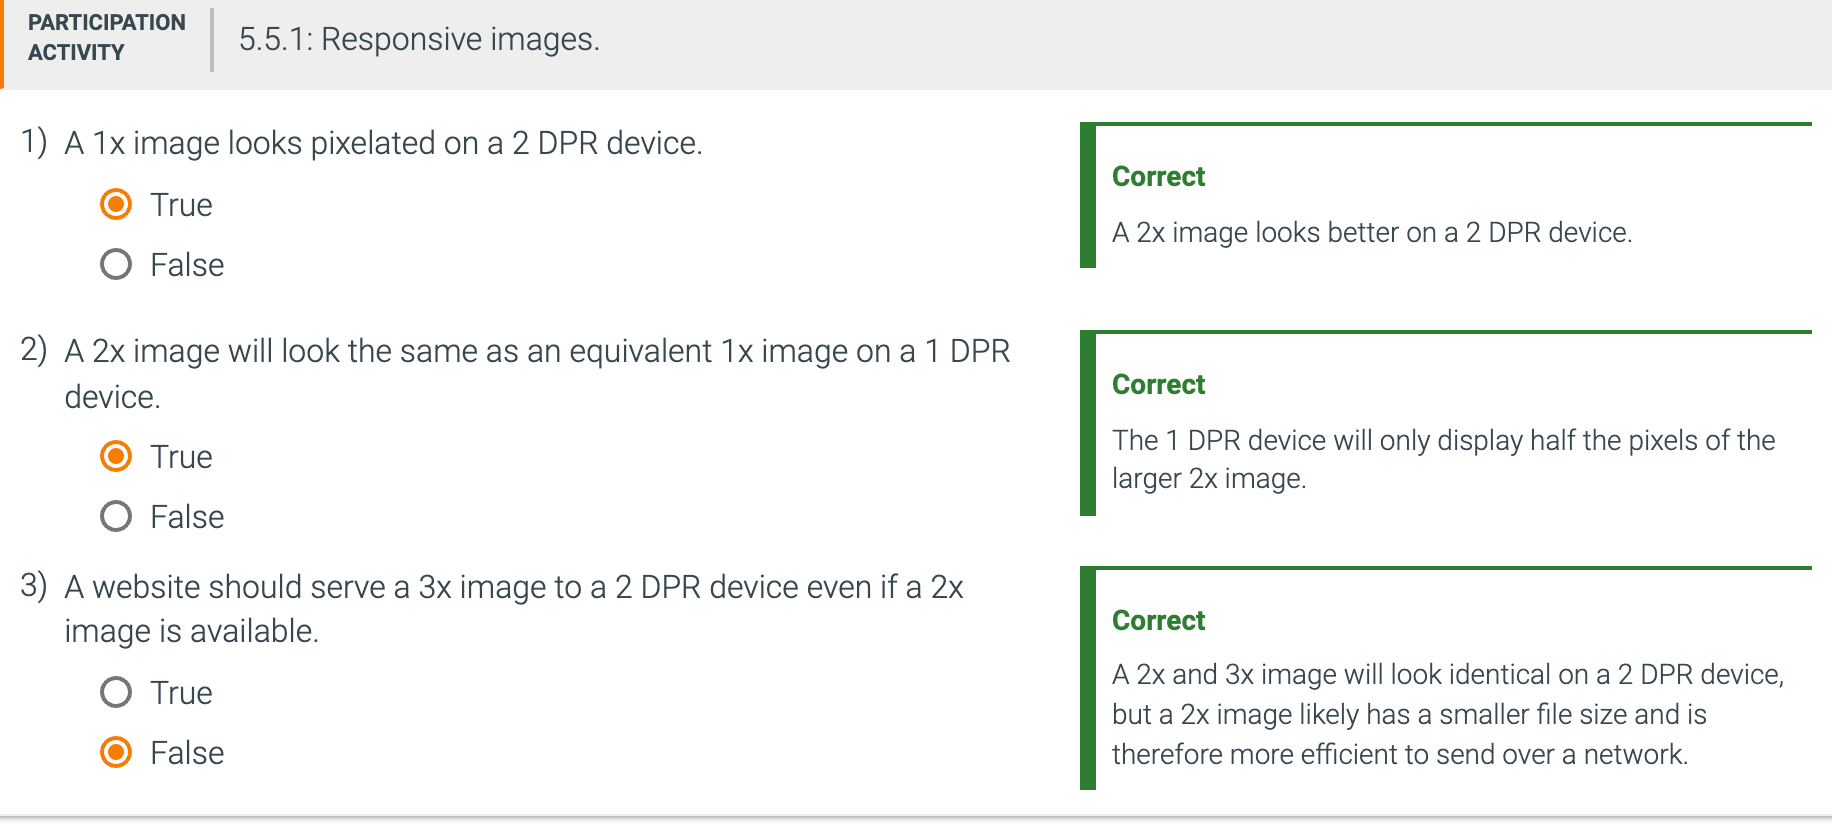 PARTICIPATION
ACTIVITY
5.5.1: Responsive images.
1) A 1x image looks pixelated on a 2 DPR device.
True
False
Correct
A 2x image looks better on a 2 DPR device.
2) A 2x image will look the same as an equivalent 1x image on a 1 DPR
device.
True
False
Correct
The 1 DPR device will only display half the pixels of the
larger 2x image.
3) A website should serve a 3x image to a 2 DPR device even if a 2x
image is available.
True
False
Correct
A 2x and 3x image will look identical on a 2 DPR device,
but a 2x image likely has a smaller file size and is
therefore more efficient to send over a network.